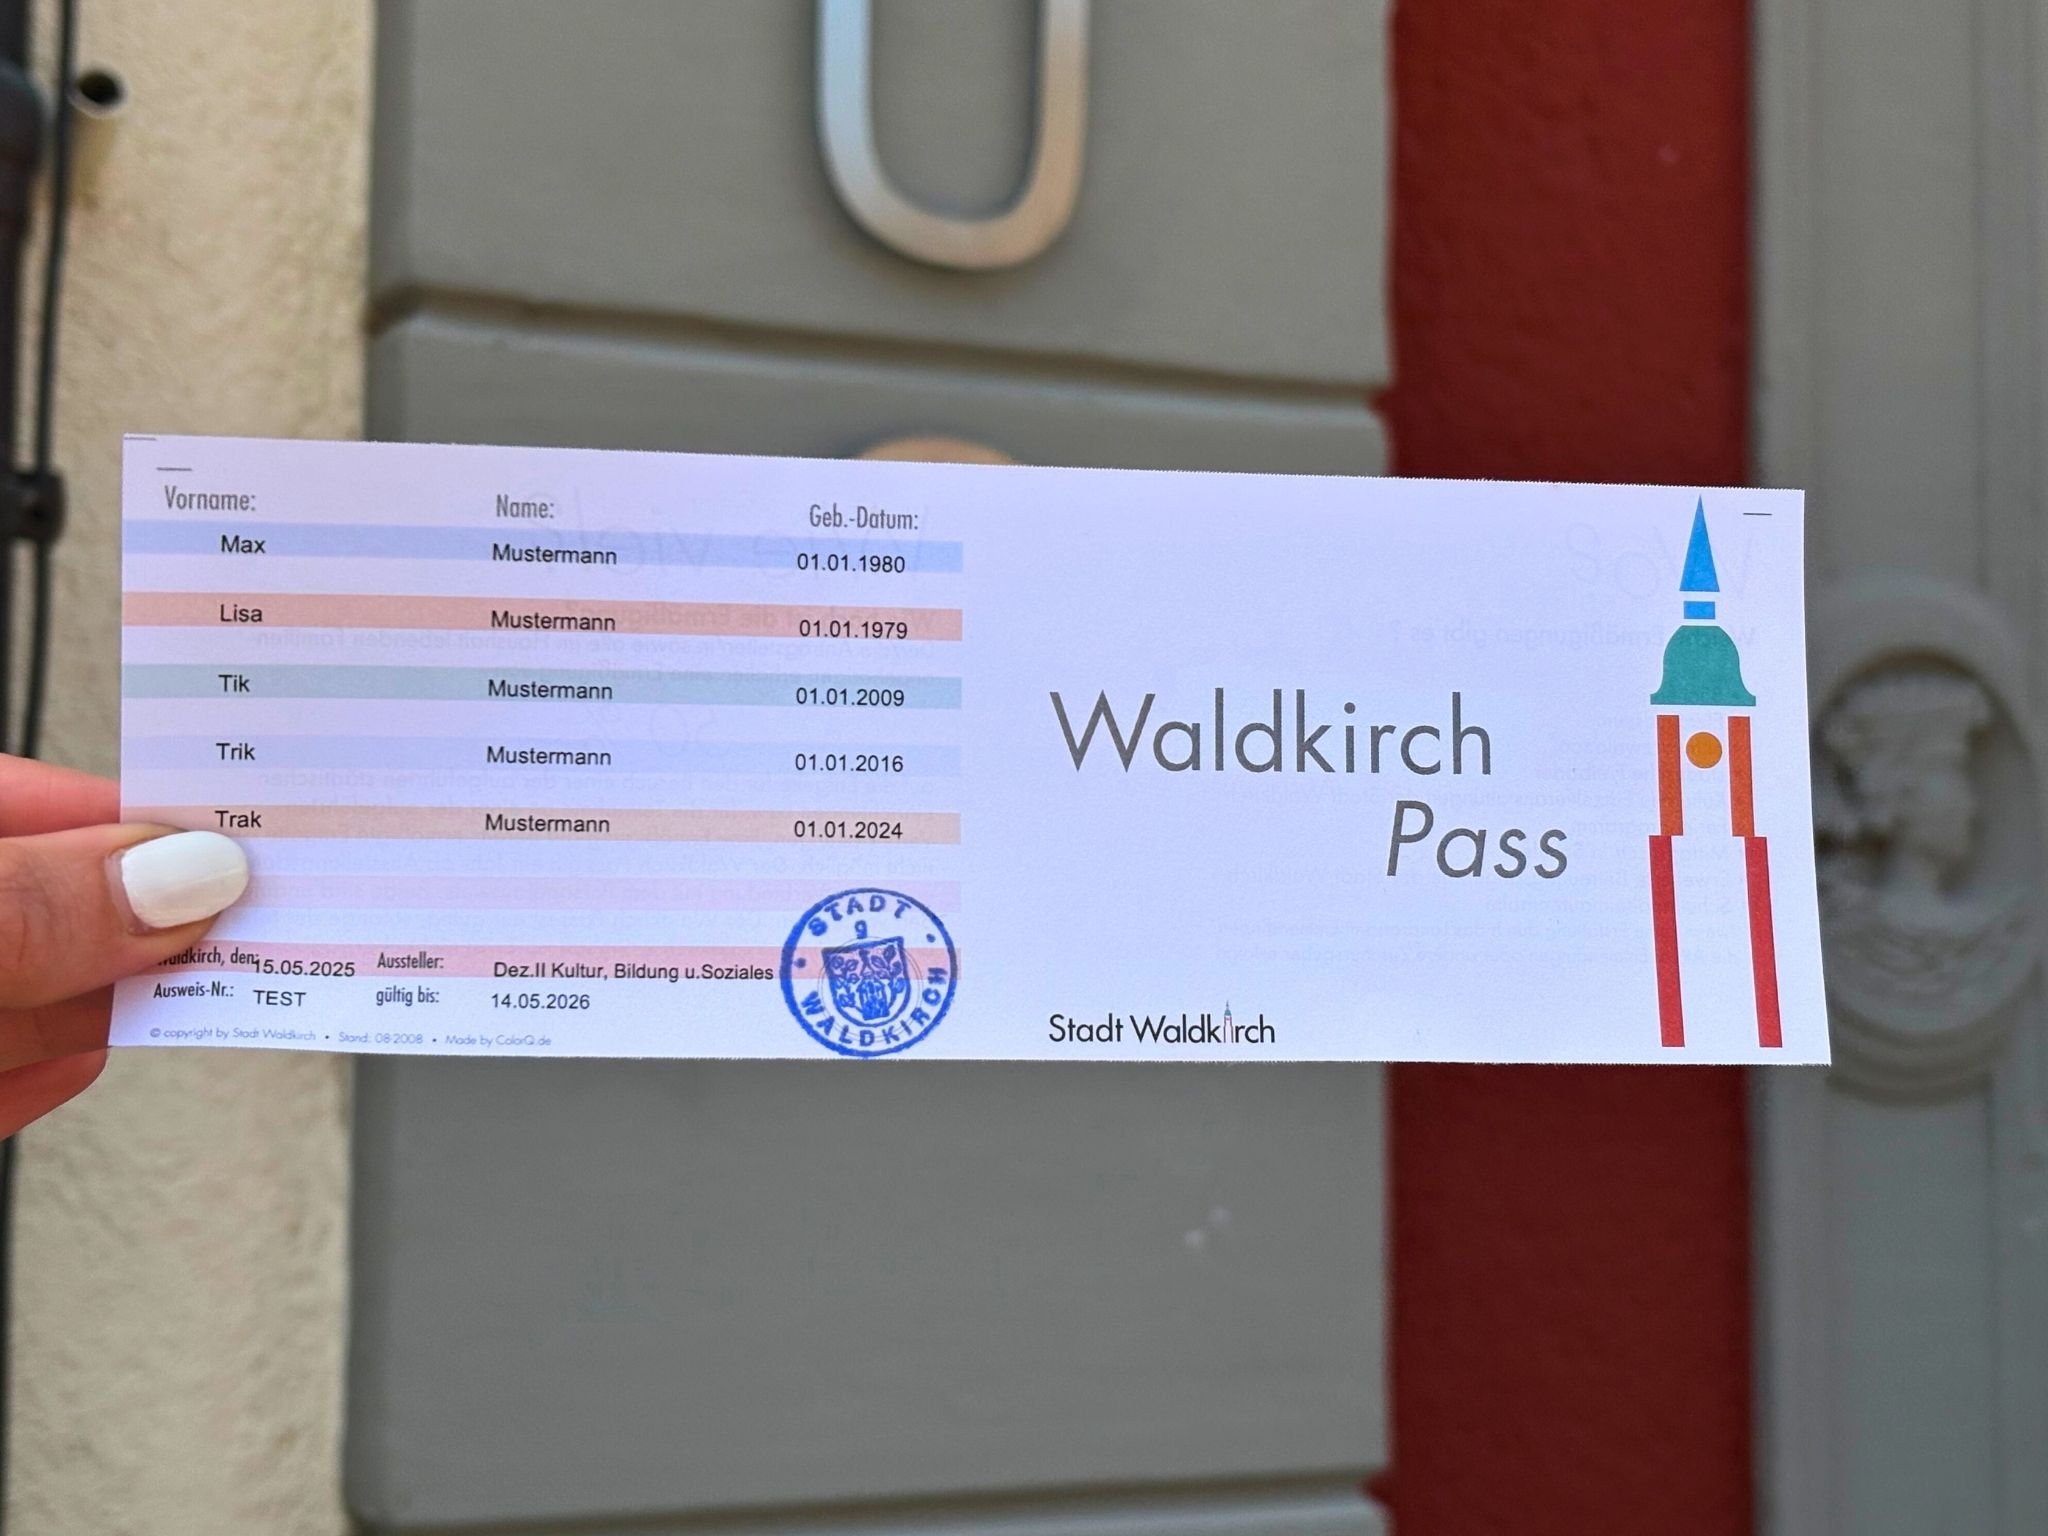 Vorname: Name: Geb.-Datum:
Max Mustermann 01.01.1980
Lisa Mustermann 01.01.1979
Tik Mustermann 01.01.2009
Trik Mustermann 01.01.2016
Trak Mustermann 01.01.2024
Waldkirch, den: 15.05.2025 Aussteller: Dez.II Kultur, Bildung u.Soziales
Ausweis-Nr.: TEST gültig bis: 14.05.2026
© copyright by Stadt Waldkirch • Stand: 08-2008 • Made by ColorQ.de
STADT
9
WALDKIRCH
Waldkirch
Pass
Stadt Waldkirch